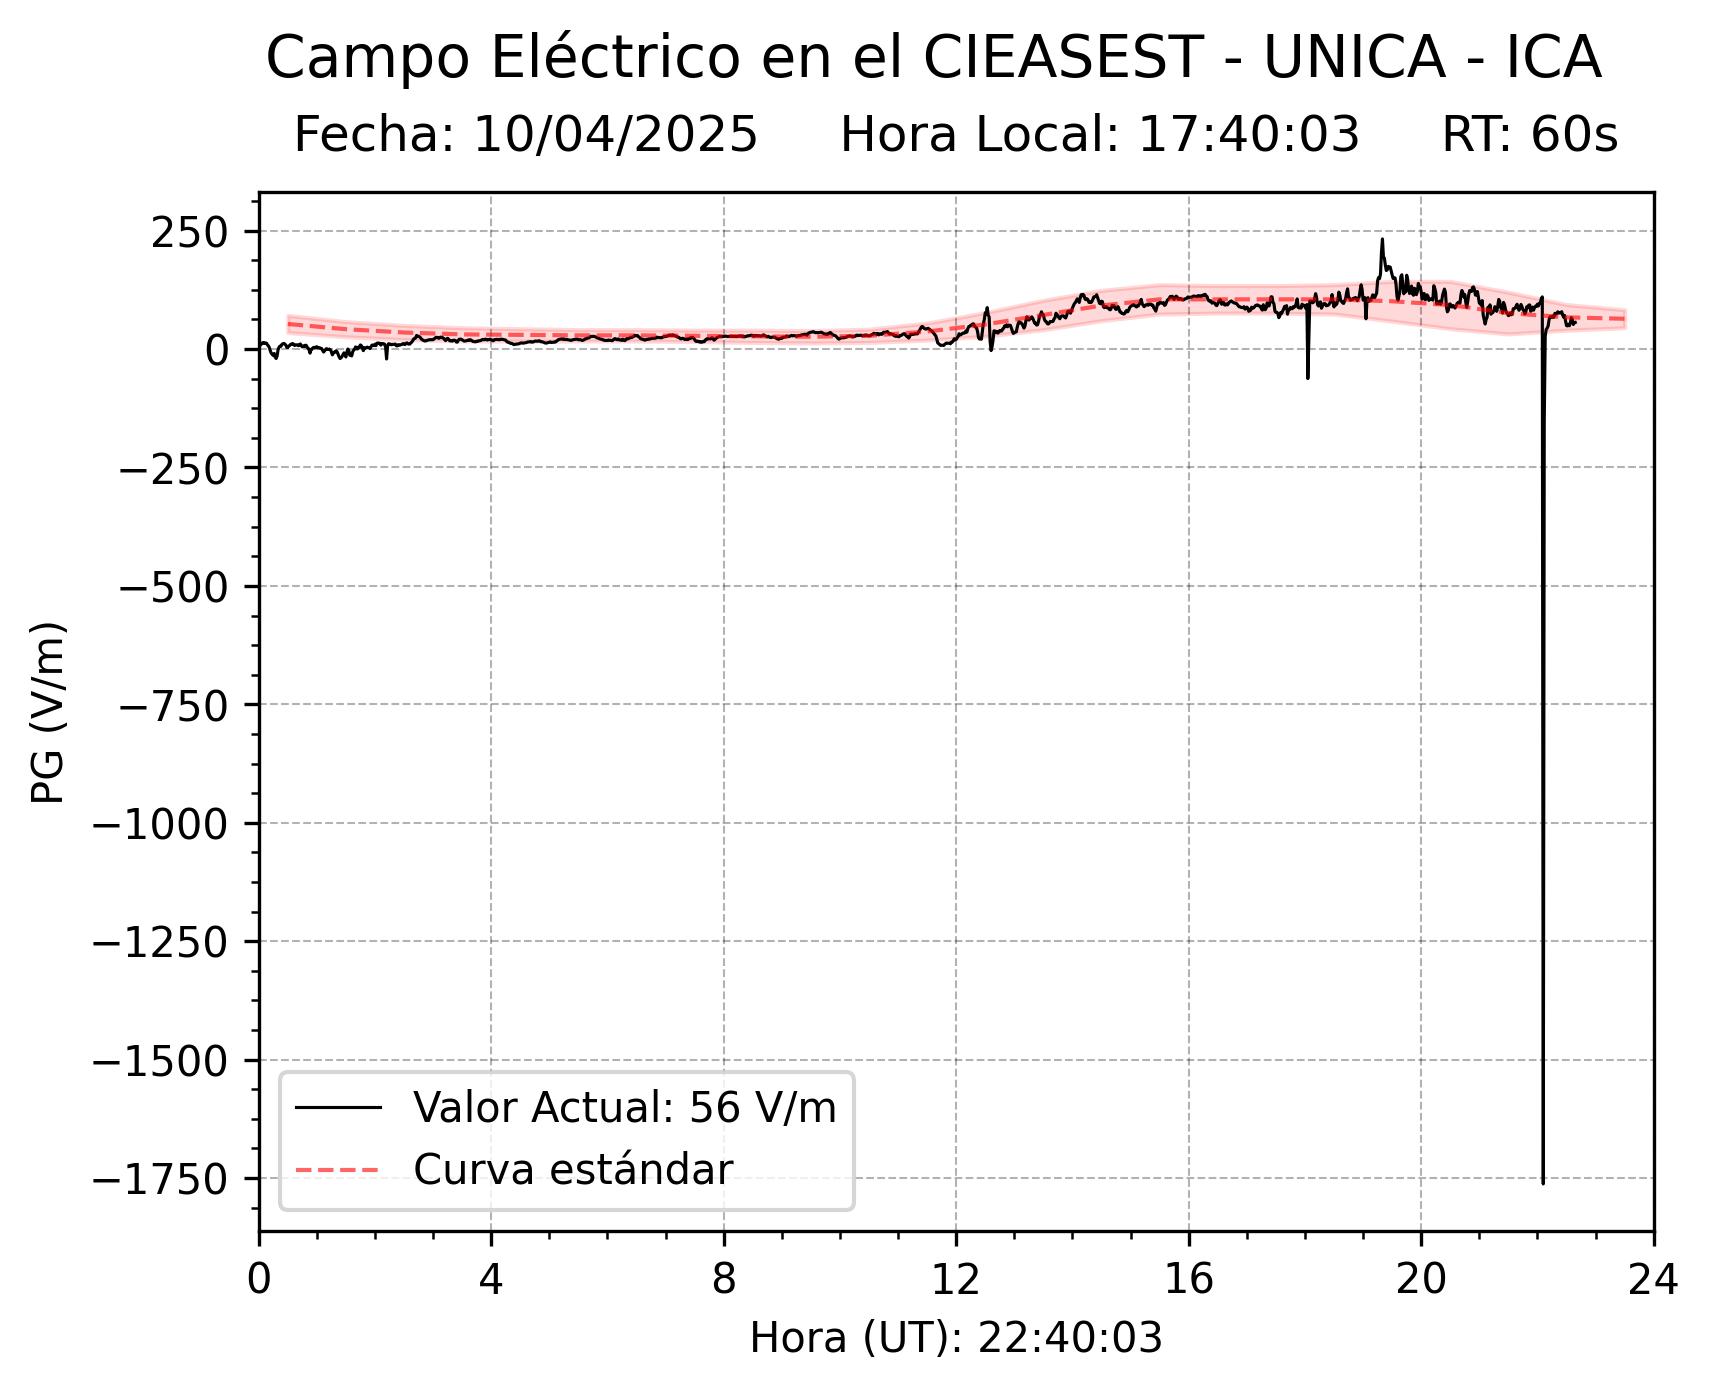 Campo Eléctrico en el CIEASEST - UNICA - ICA
Fecha: 10/04/2025 Hora Local: 17:40:03 RT: 60s
250
0
−250
−500
−750
−1000
−1250
−1500
−1750
PG (V/m)
Valor Actual: 56 V/m
Curva estándar
0 4 8 12 16 20 24
Hora (UT): 22:40:03